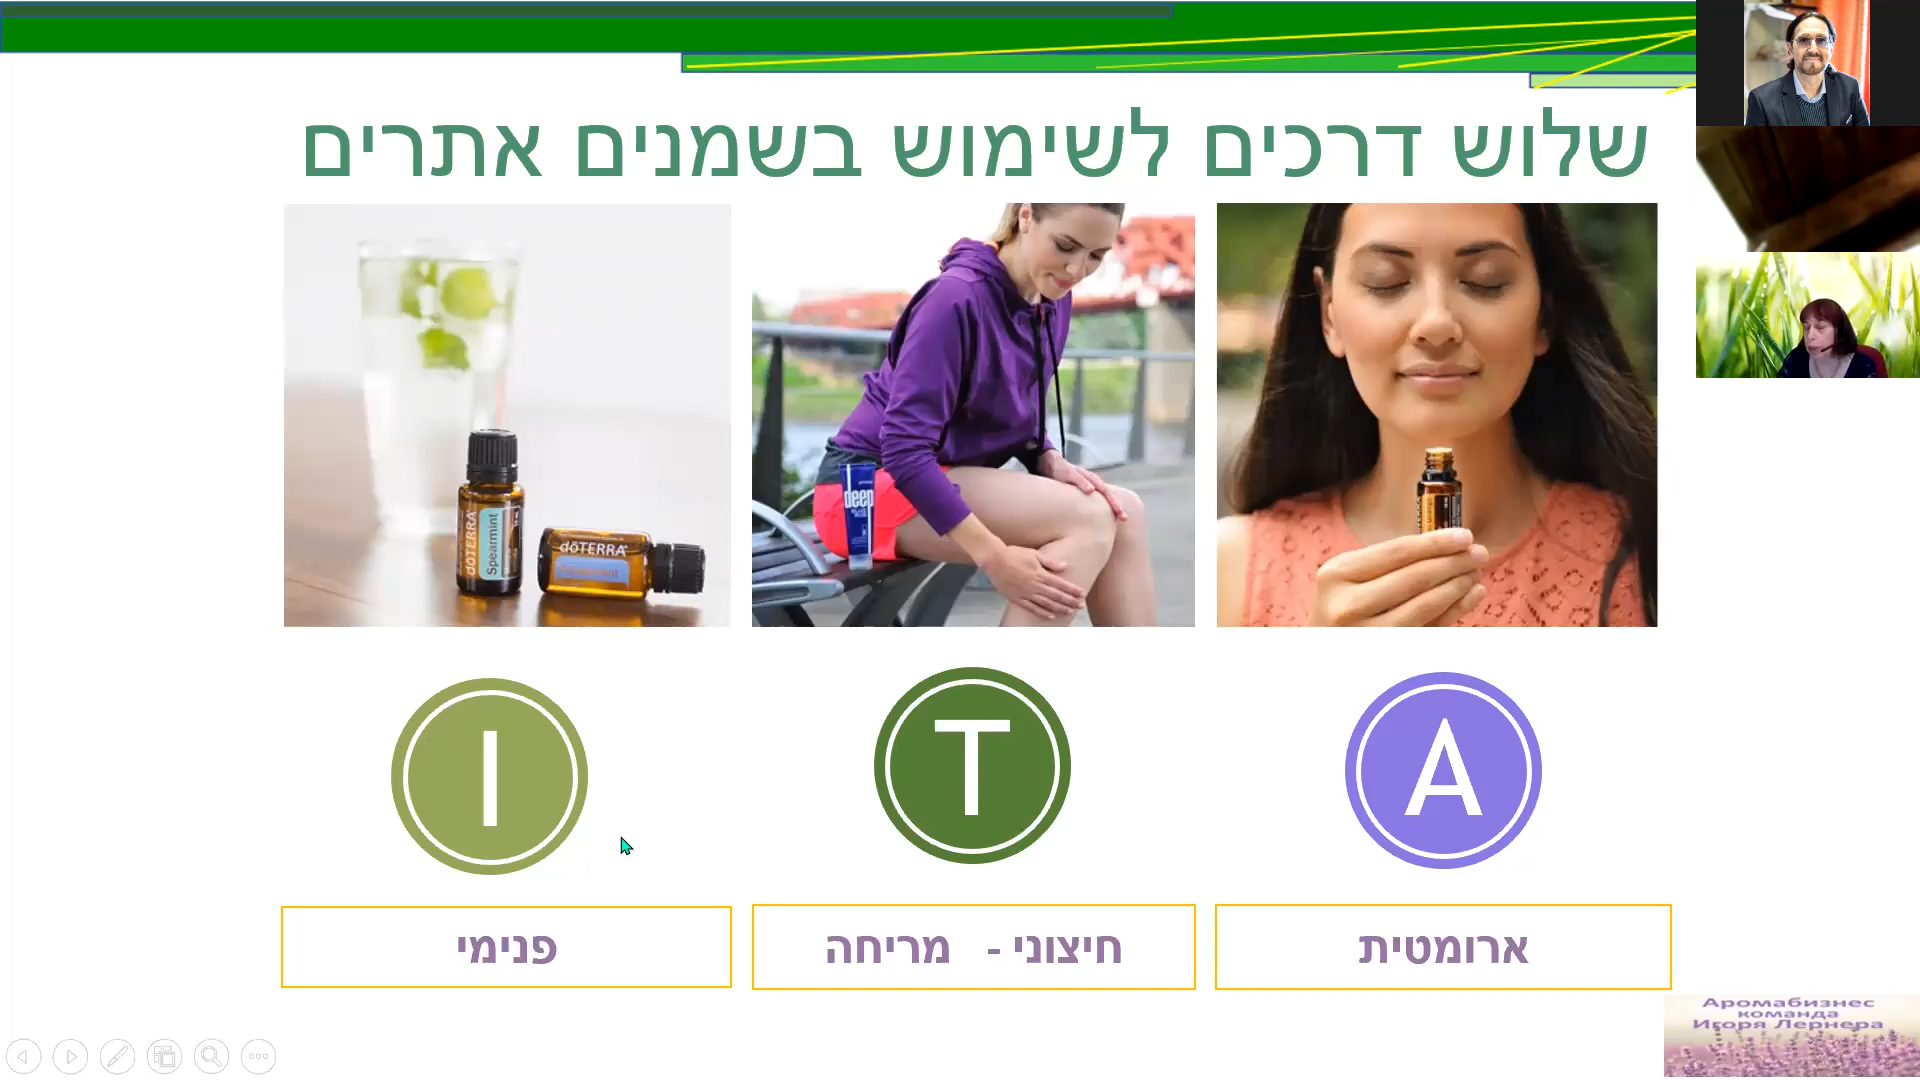 שלוש דרכים לשימוש בשמנים אתרים
dōTERRA
Spearmint
dōTERRA
deep
A
T
I
ארומטית
חיצוני - מריחה
פנימי
Аромабизнес
команда
Игоря Лернера